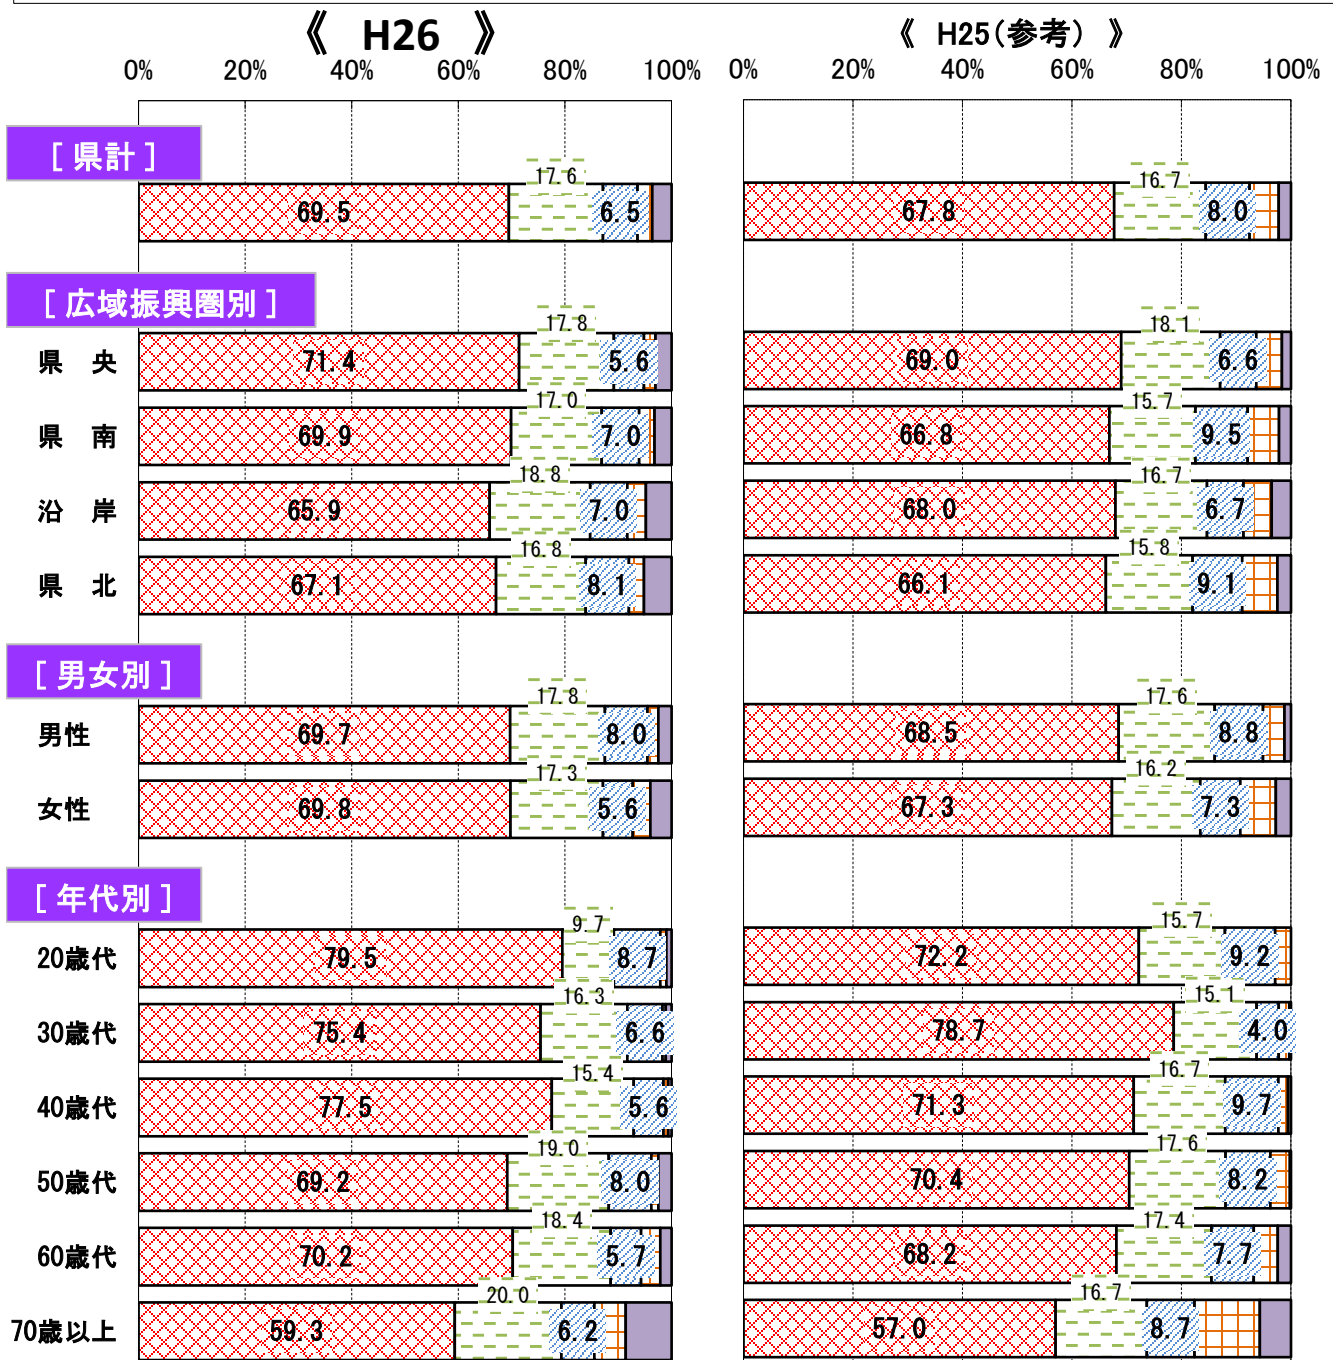 《 H26 》
《 H25(参考) 》
0% 20% 40% 60% 80% 100%
0% 20% 40% 60% 80% 100%
[ 県計 ]
69.5 17.6 6.5
67.8 16.7 8.0
[ 広域振興圏別 ]
県 央 71.4 17.8 5.6
69.0 18.1 6.6
県 南 69.9 17.0 7.0
66.8 15.7 9.5
沿 岸 65.9 18.8 7.0
68.0 16.7 6.7
県 北 67.1 16.8 8.1
66.1 15.8 9.1
[ 男女別 ]
男性 69.7 17.8 8.0
68.5 17.6 8.8
女性 69.8 17.3 5.6
67.3 16.2 7.3
[ 年代別 ]
20歳代 79.5 9.7 8.7
72.2 15.7 9.2
30歳代 75.4 16.3 6.6
78.7 15.1 4.0
40歳代 77.5 15.4 5.6
71.3 16.7 9.7
50歳代 69.2 19.0 8.0
70.4 17.6 8.2
60歳代 70.2 18.4 5.7
68.2 17.4 7.7
70歳以上 59.3 20.0 6.2
57.0 16.7 8.7